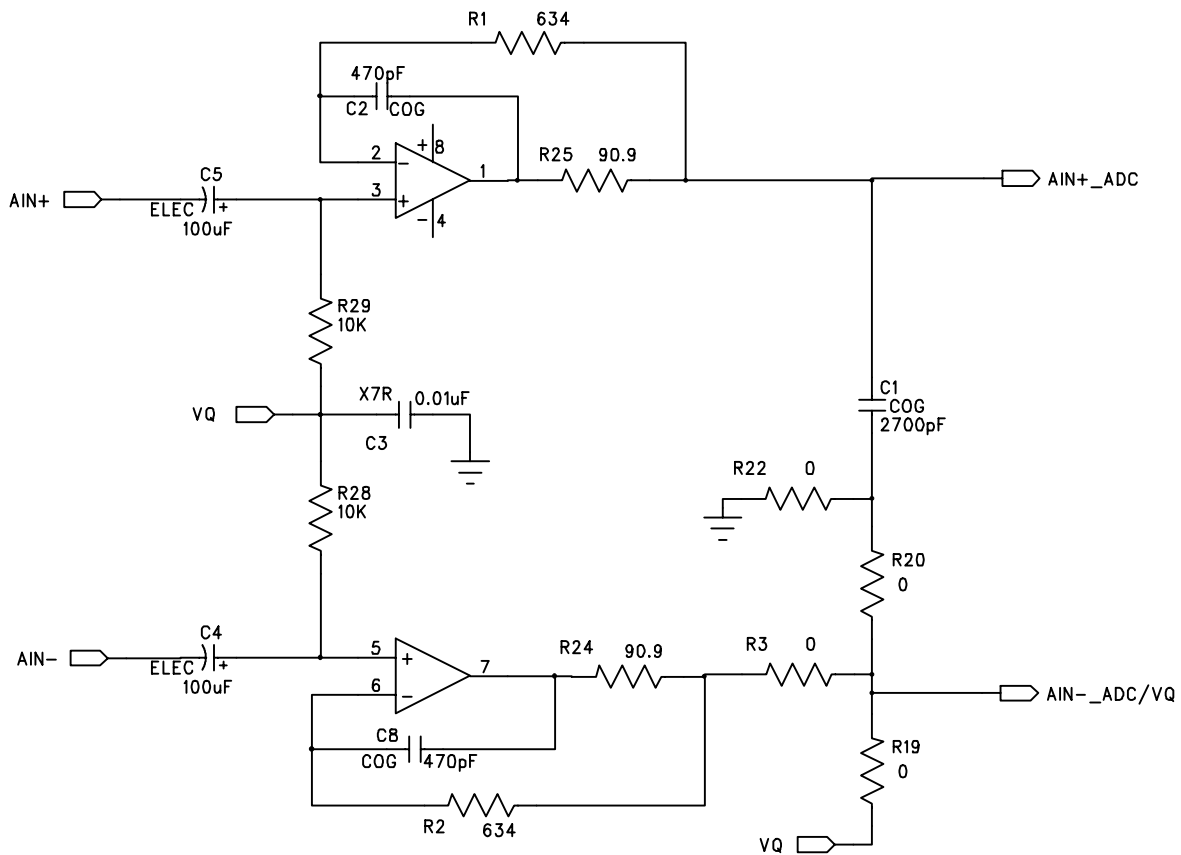 R1 634
470pF
C2 COG
+ 8
2 −
1
R25 90.9
3 +
− 4
C5
AIN+
ELEC +
100uF
AIN+_ADC
R29
10K
X7R 0.01uF
VQ
C3
C1
COG
2700pF
R22 0
R28
10K
R20
0
C4
AIN-
ELEC +
100uF
5 +
7
6 −
R24 90.9
R3 0
AIN-_ADC/VQ
C8
COG 470pF
R19
0
R2 634
VQ